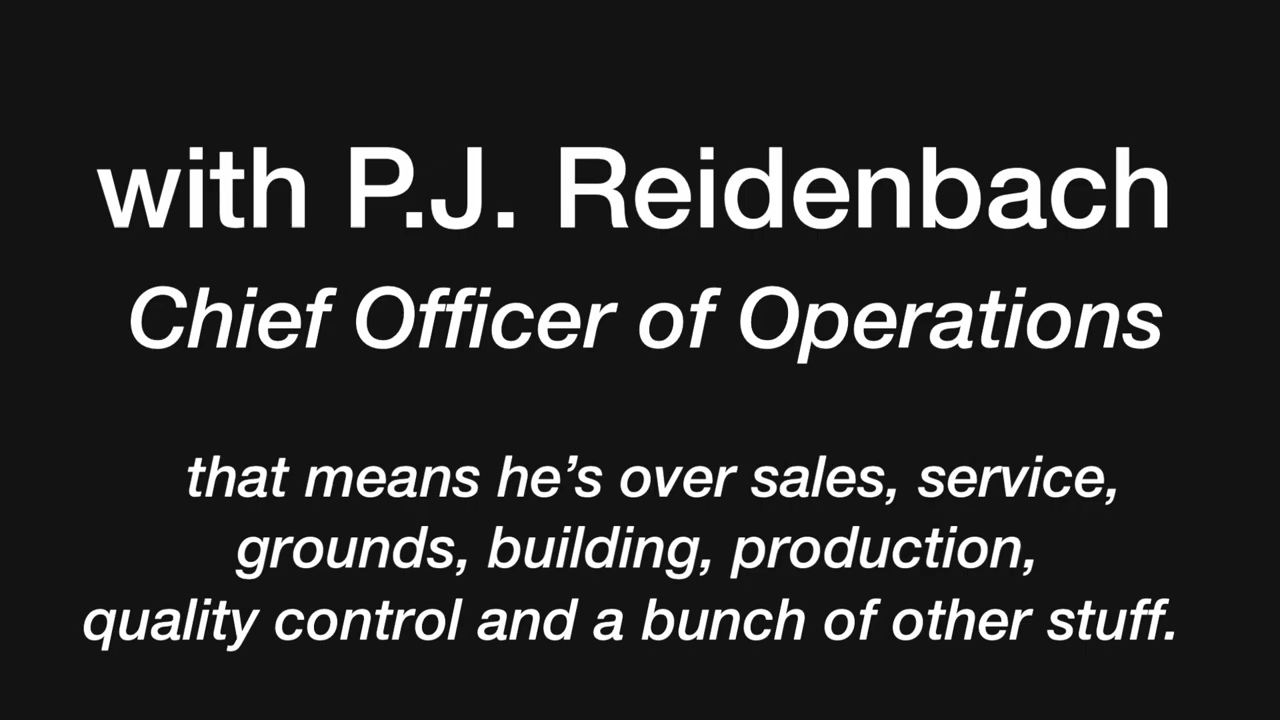 with P.J. Reidenbach
Chief Officer of Operations
that means he’s over sales, service,
grounds, building, production,
quality control and a bunch of other stuff.